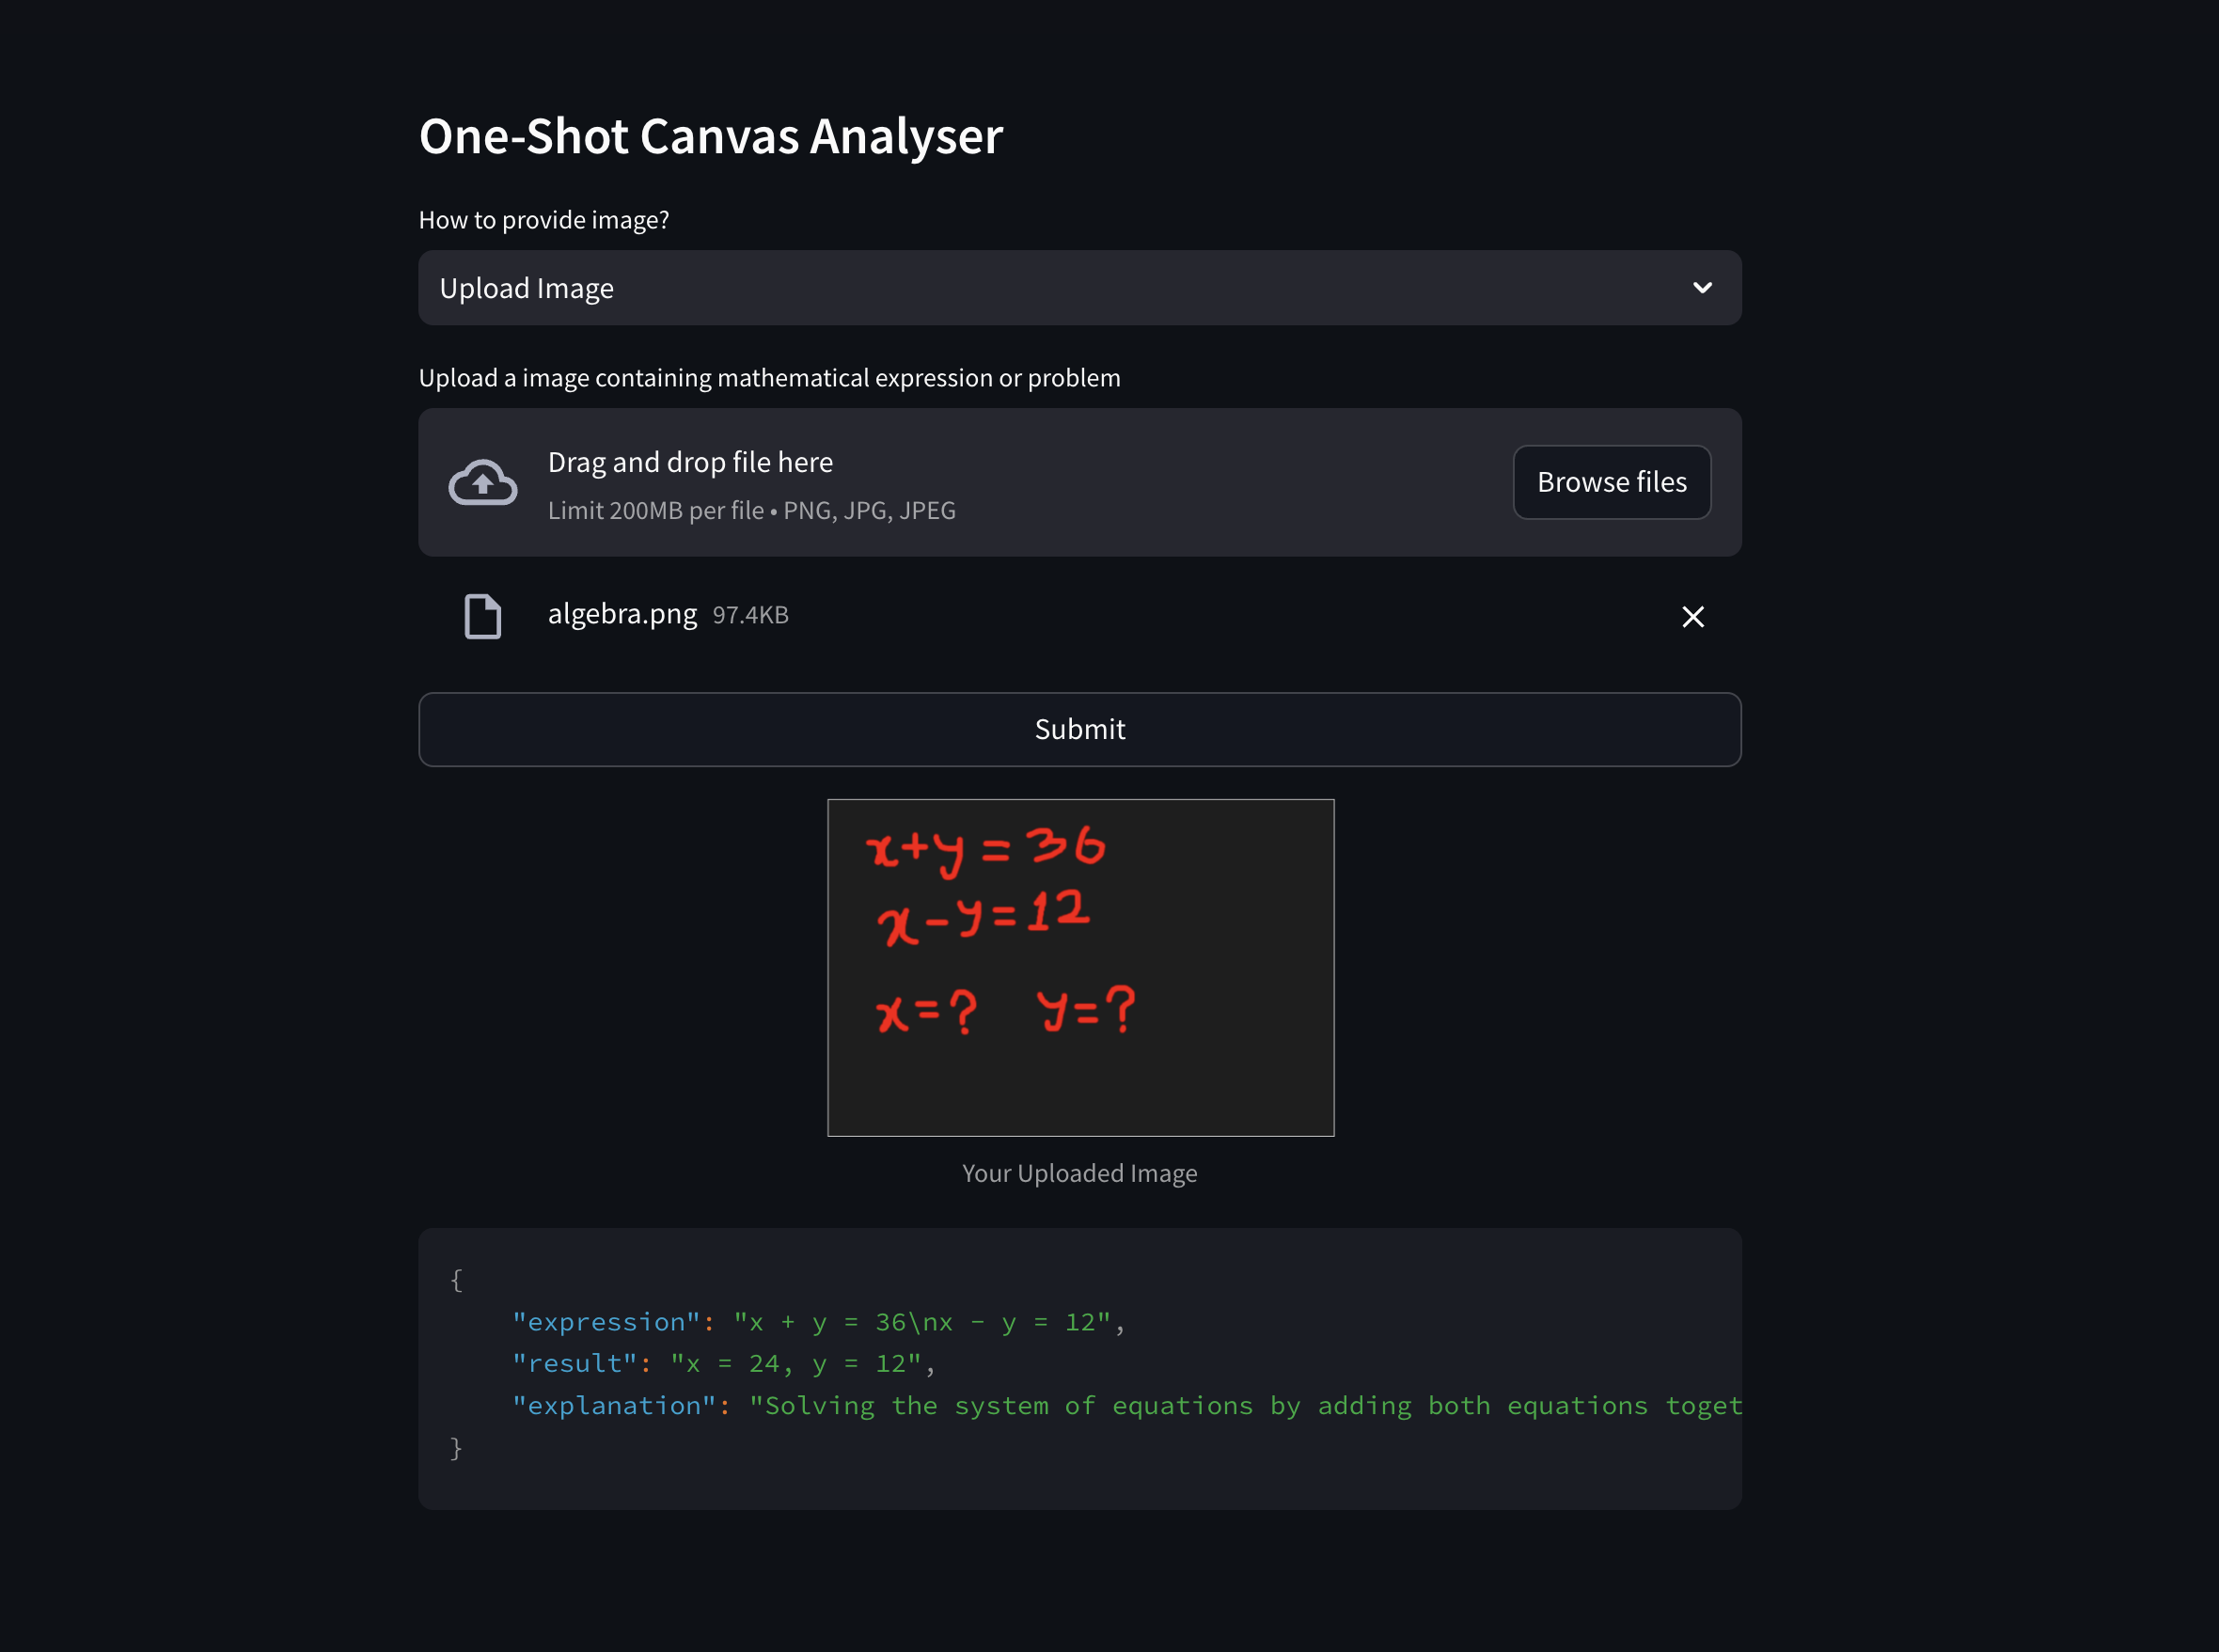 One-Shot Canvas Analyser
How to provide image?
Upload Image
Upload a image containing mathematical expression or problem
Drag and drop file here
Limit 200MB per file • PNG, JPG, JPEG
Browse files
algebra.png 97.4KB
Submit
x+y=36
x-y=12
x=? y=?
Your Uploaded Image
{
"expression": "x + y = 36\nx - y = 12",
"result": "x = 24, y = 12",
"explanation": "Solving the system of equations by adding both equations toget
}